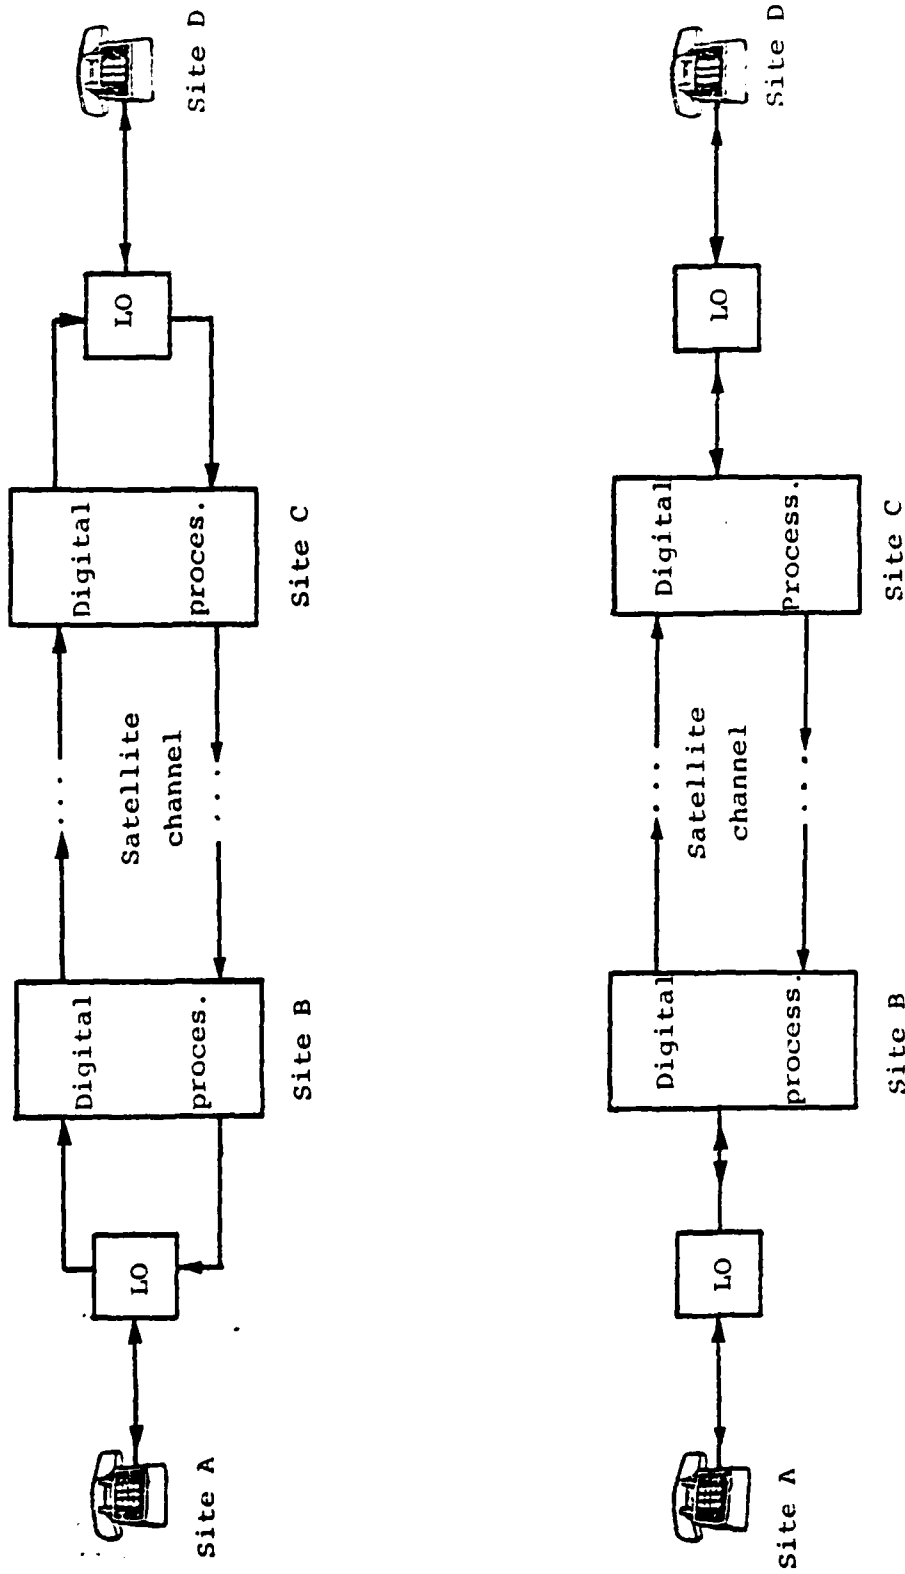 LO
Digital
proces.
Satellite
channel
Digital
proces.
LO
Site A
Site B
Site C
Site D
LO
Digital
process.
Satellite
channel
Digital
Process.
LO
Site A
Site B
Site C
Site D